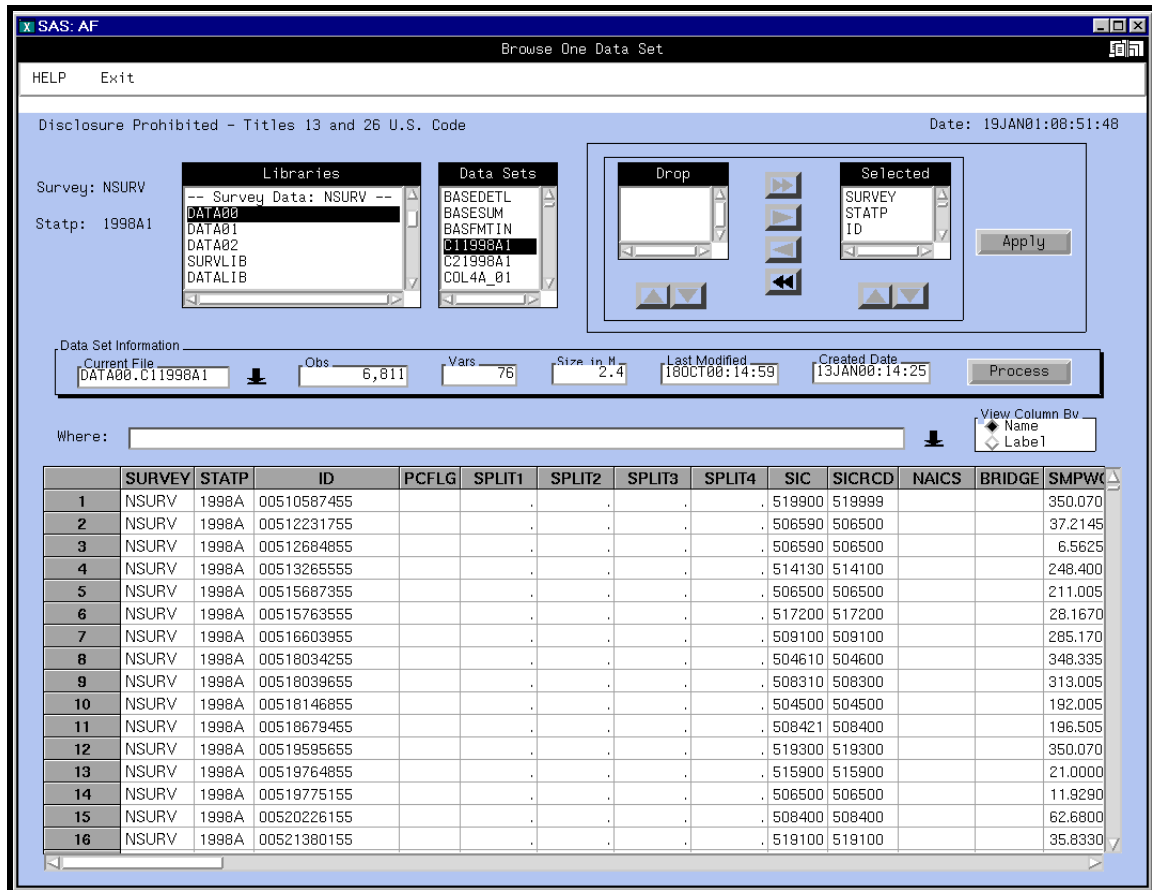 SAS: AF
Browse One Data Set
HELP Exit
Disclosure Prohibited - Titles 13 and 26 U.S. Code Date: 19JAN01:08:51:48
Survey: NSURV
Statp: 1998A1
Libraries
-- Survey Data: NSURV --
DATA00
DATA01
DATA02
SURVLIB
DATALIB
Data Sets
BASEDETL
BASESUM
BASFMTIN
C11998A1
C21998A1
COL4A_01
Drop
Selected
SURVEY
STATP
ID
Apply
Data Set Information
Current File
DATA00.C11998A1
Obs
6,811
Vars
76
Size in M
2.4
Last Modified
18OCT00:14:59
Created Date
13JAN00:14:25
Process
Where:
View Column By
Name
Label
SURVEY STATP ID PCFLG SPLIT1 SPLIT2 SPLIT3 SPLIT4 SIC SICRCD NAICS BRIDGE SMPW
1 NSURV 1998A 00510587455 . . . . 519900 519999 350.070
2 NSURV 1998A 00512231755 . . . . 506590 506500 37.2145
3 NSURV 1998A 00512684855 . . . . 506590 506500 6.5625
4 NSURV 1998A 00513265555 . . . . 514130 514100 248.400
5 NSURV 1998A 00515687355 . . . . 506500 506500 211.005
6 NSURV 1998A 00515763555 . . . . 517200 517200 28.1670
7 NSURV 1998A 00516603955 . . . . 509100 509100 285.170
8 NSURV 1998A 00518034255 . . . . 504610 504600 348.335
9 NSURV 1998A 00518039655 . . . . 508310 508300 313.005
10 NSURV 1998A 00518146855 . . . . 504500 504500 192.005
11 NSURV 1998A 00518679455 . . . . 508421 508400 196.505
12 NSURV 1998A 00519595655 . . . . 519300 519300 350.070
13 NSURV 1998A 00519764855 . . . . 515900 515900 21.0000
14 NSURV 1998A 00519775155 . . . . 506500 506500 11.9290
15 NSURV 1998A 00520226155 . . . . 508400 508400 62.6800
16 NSURV 1998A 00521380155 . . . . 519100 519100 35.8330